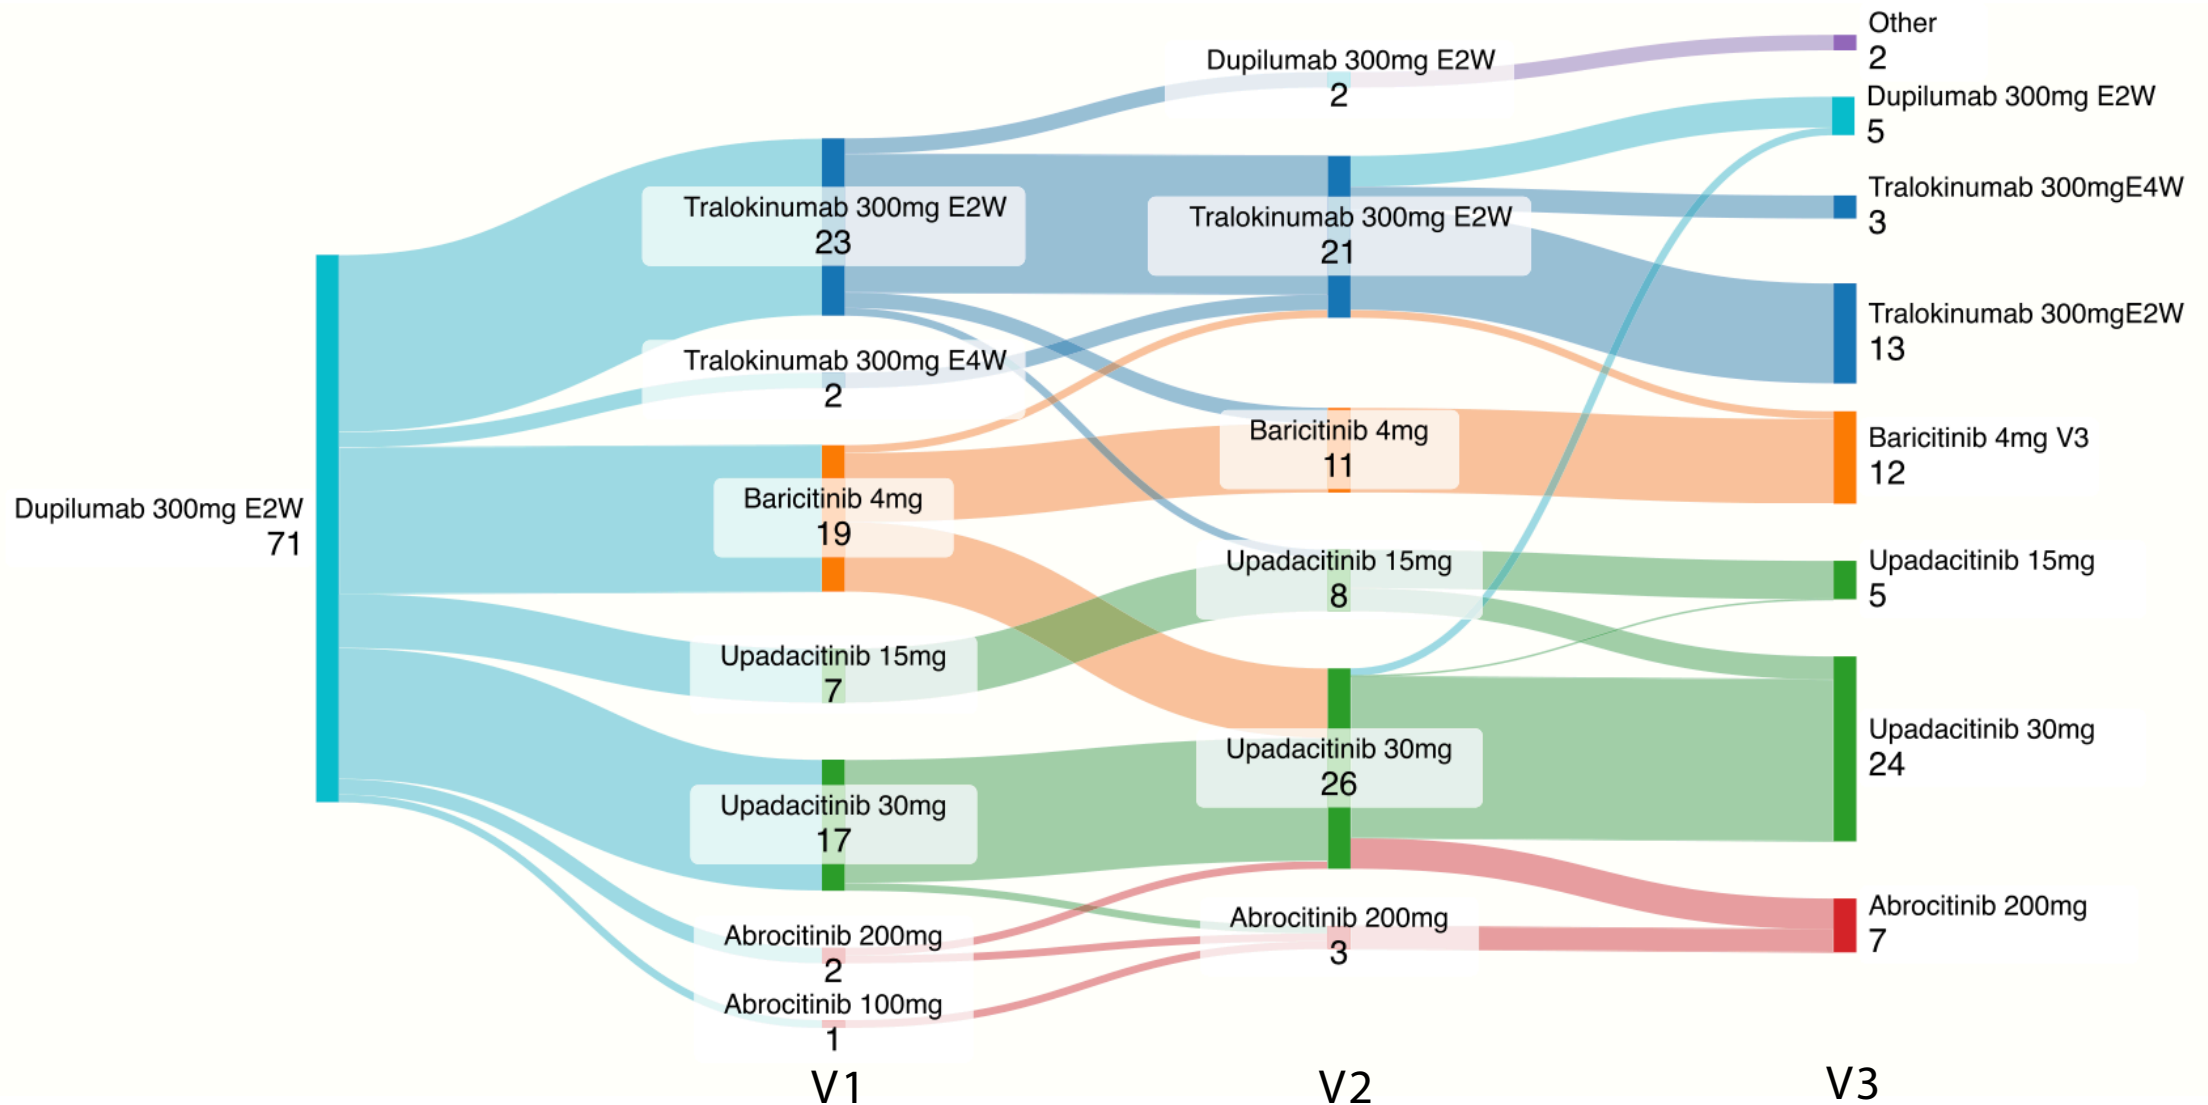 Dupilumab 300mg E2W
71
Tralokinumab 300mg E2W
23
Tralokinumab 300mg E4W
2
Baricitinib 4mg
19
Upadacitinib 15mg
7
Upadacitinib 30mg
17
Abrocitinib 200mg
2
Abrocitinib 100mg
1
V1
Dupilumab 300mg E2W
2
Tralokinumab 300mg E2W
21
Baricitinib 4mg
11
Upadacitinib 15mg
8
Upadacitinib 30mg
26
Abrocitinib 200mg
3
V2
Other
2
Dupilumab 300mg E2W
5
Tralokinumab 300mgE4W
3
Tralokinumab 300mgE2W
13
Baricitinib 4mg V3
12
Upadacitinib 15mg
5
Upadacitinib 30mg
24
Abrocitinib 200mg
7
V3